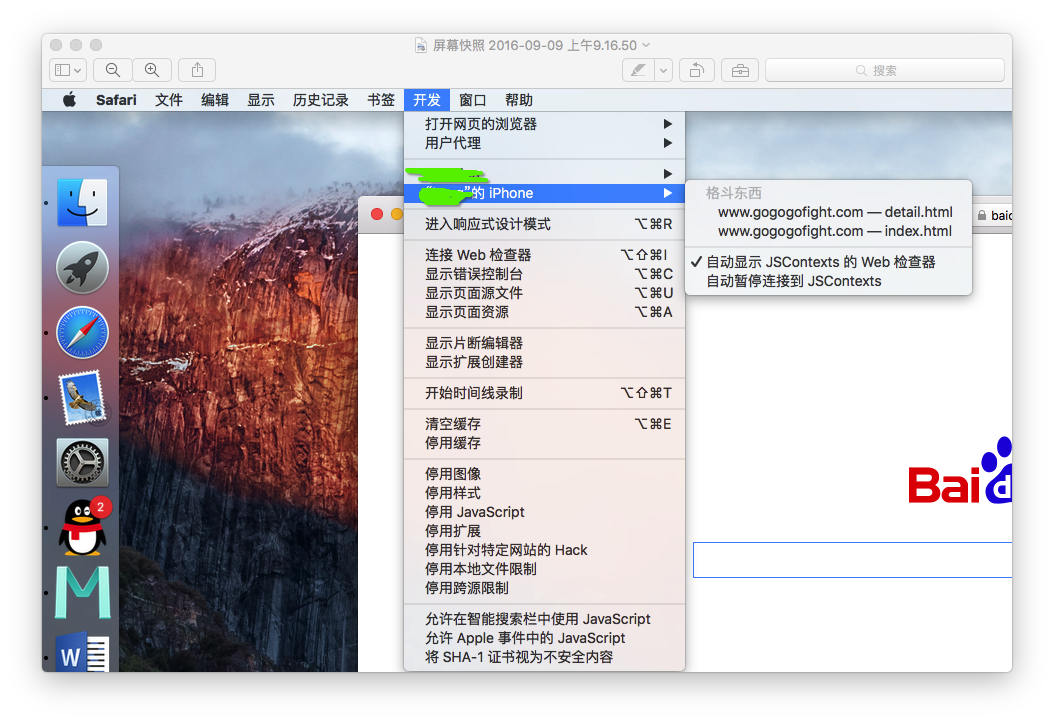 屏幕快照 2016-09-09 上午9.16.50
搜索
Safari 文件 编辑 显示 历史记录 书签 开发 窗口 帮助
打开网页的浏览器
用户代理
的 iPhone
格斗东西
www.gogogofight.com — detail.html
www.gogogofight.com — index.html
自动显示 JSContexts 的 Web 检查器
自动暂停连接到 JSContexts
baid
进入响应式设计模式 ⌥⌘R
连接 Web 检查器 ⌥⇧⌘I
显示错误控制台 ⌥⌘C
显示页面源文件 ⌥⌘U
显示页面资源 ⌥⌘A
显示片断编辑器
显示扩展创建器
开始时间线录制 ⌥⇧⌘T
清空缓存 ⌥⌘E
停用缓存
停用图像
停用样式
停用 JavaScript
停用扩展
停用针对特定网站的 Hack
停用本地文件限制
停用跨源限制
允许在智能搜索栏中使用 JavaScript
允许 Apple 事件中的 JavaScript
将 SHA-1 证书视为不安全内容
2
W
Baid